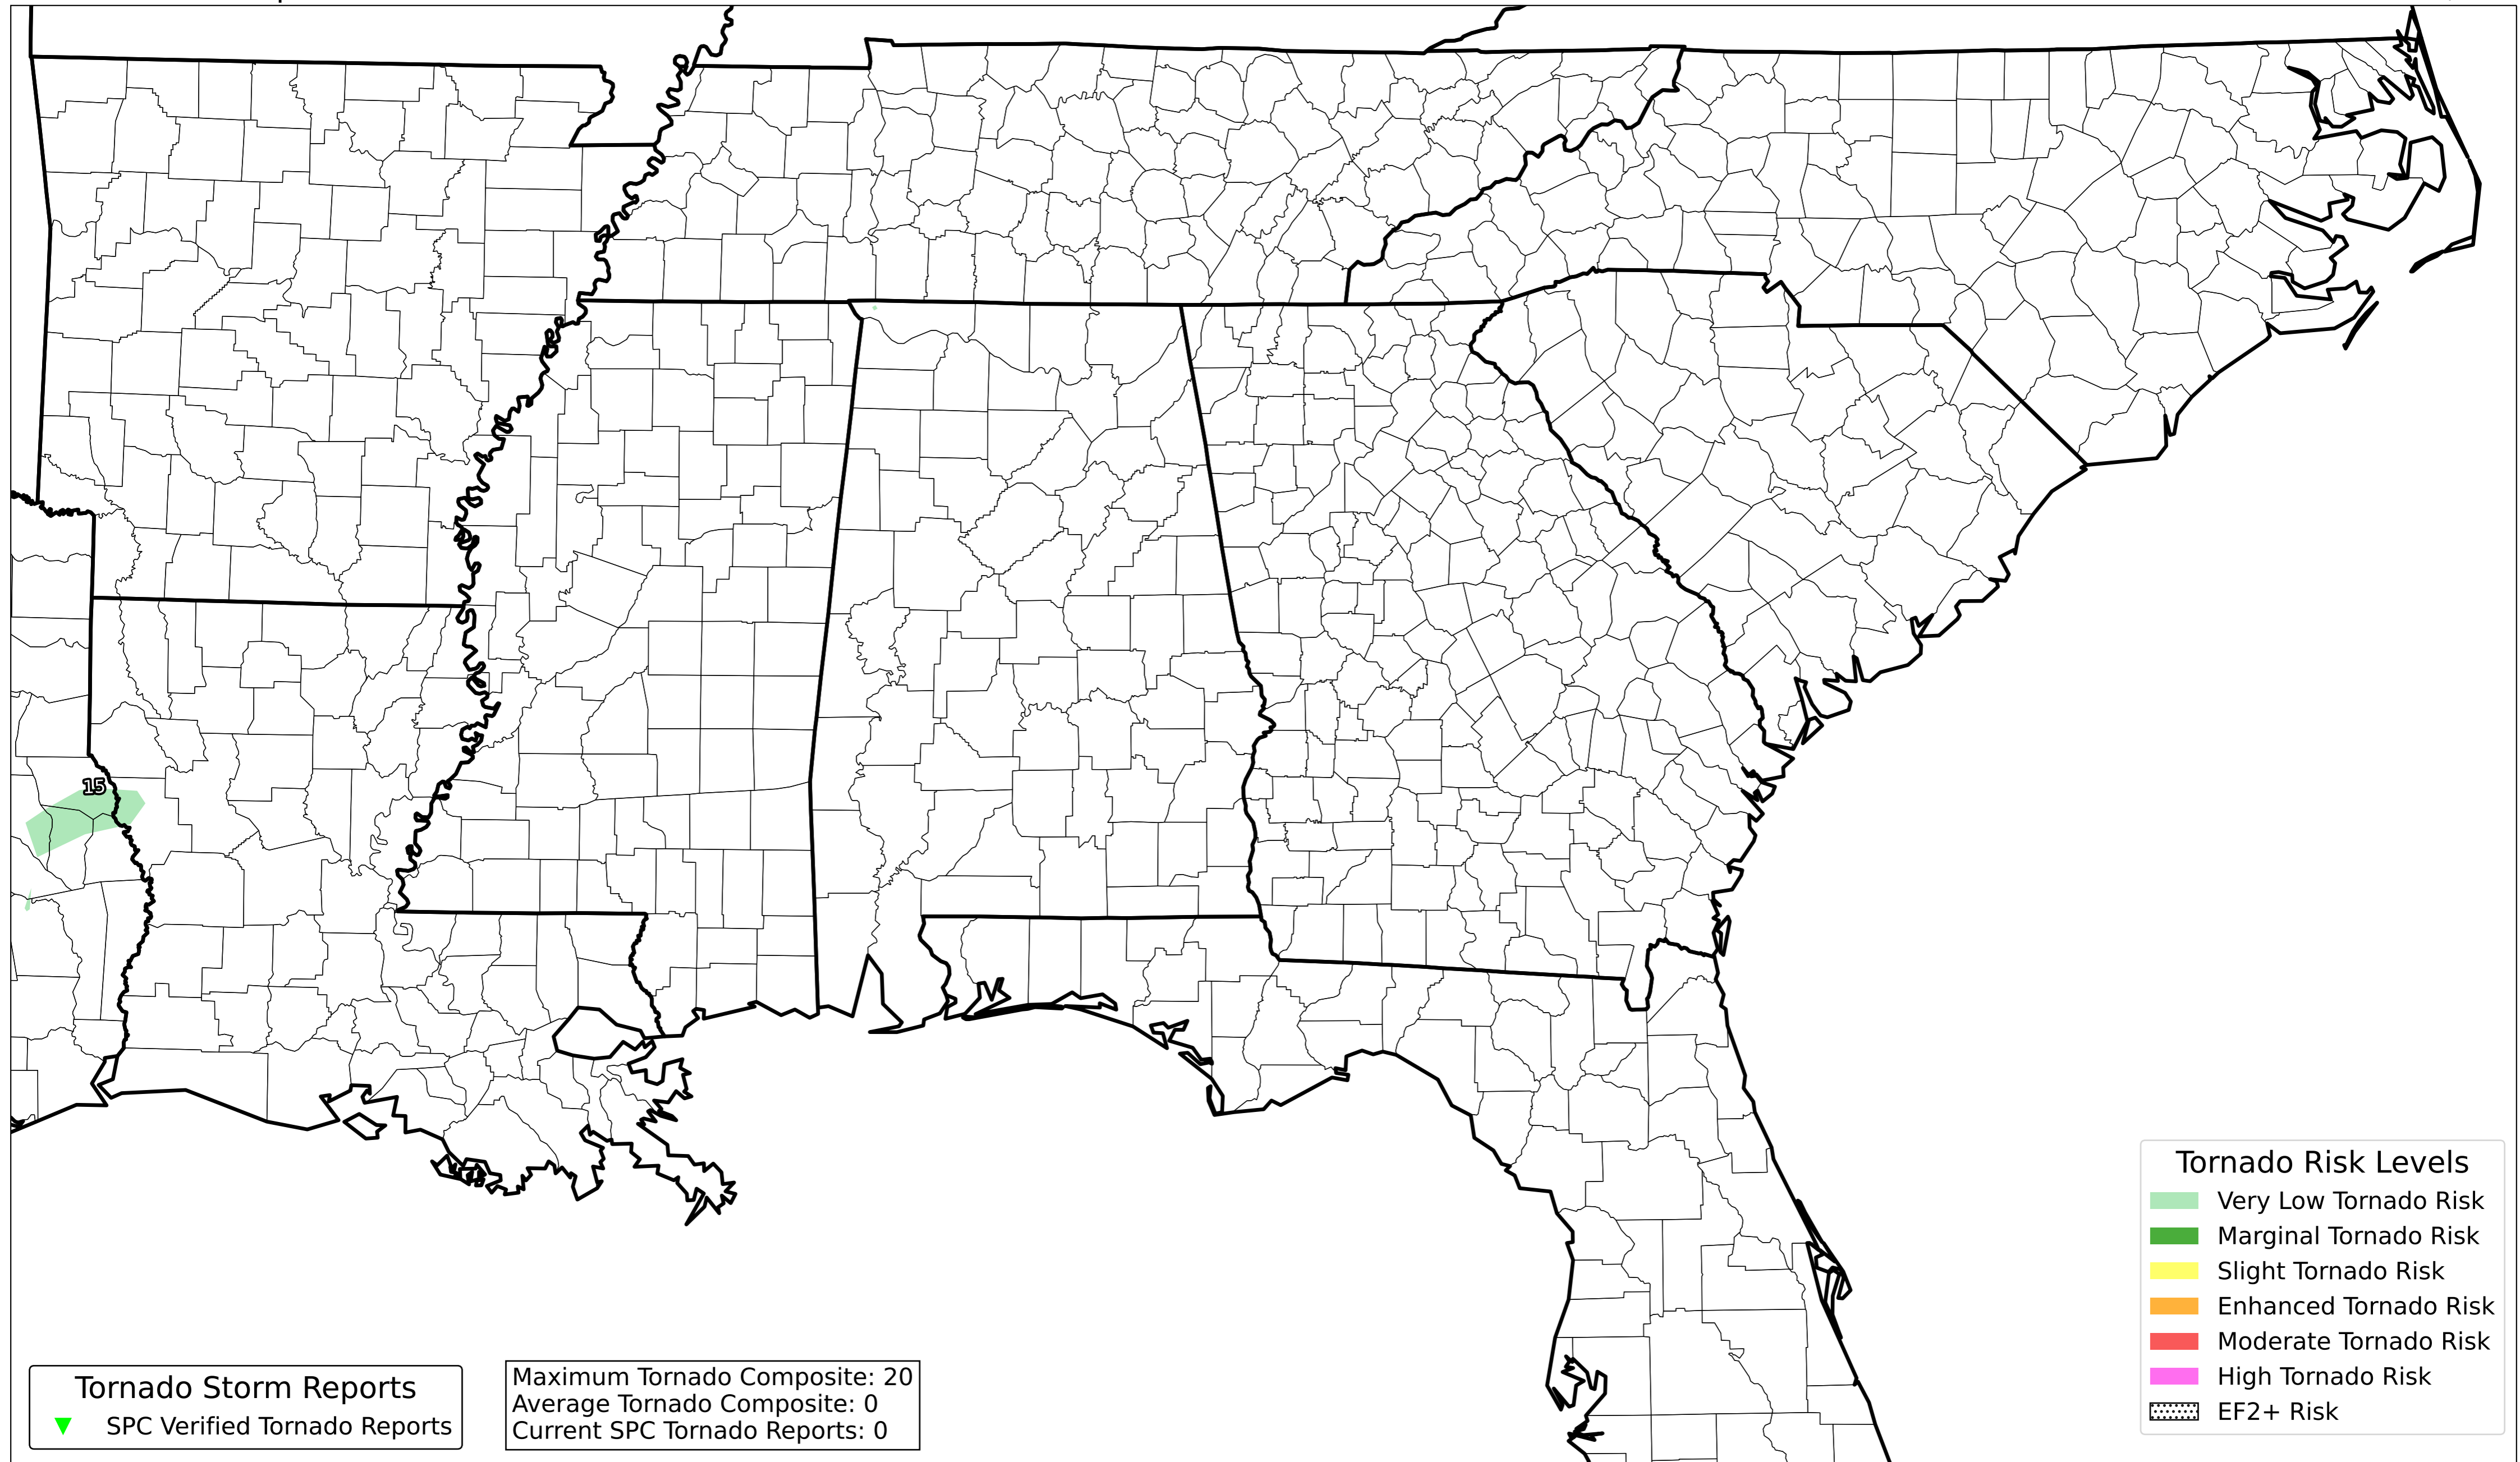 15
Tornado Storm Reports
SPC Verified Tornado Reports
Maximum Tornado Composite: 20
Average Tornado Composite: 0
Current SPC Tornado Reports: 0
Tornado Risk Levels
Very Low Tornado Risk
Marginal Tornado Risk
Slight Tornado Risk
Enhanced Tornado Risk
Moderate Tornado Risk
High Tornado Risk
EF2+ Risk